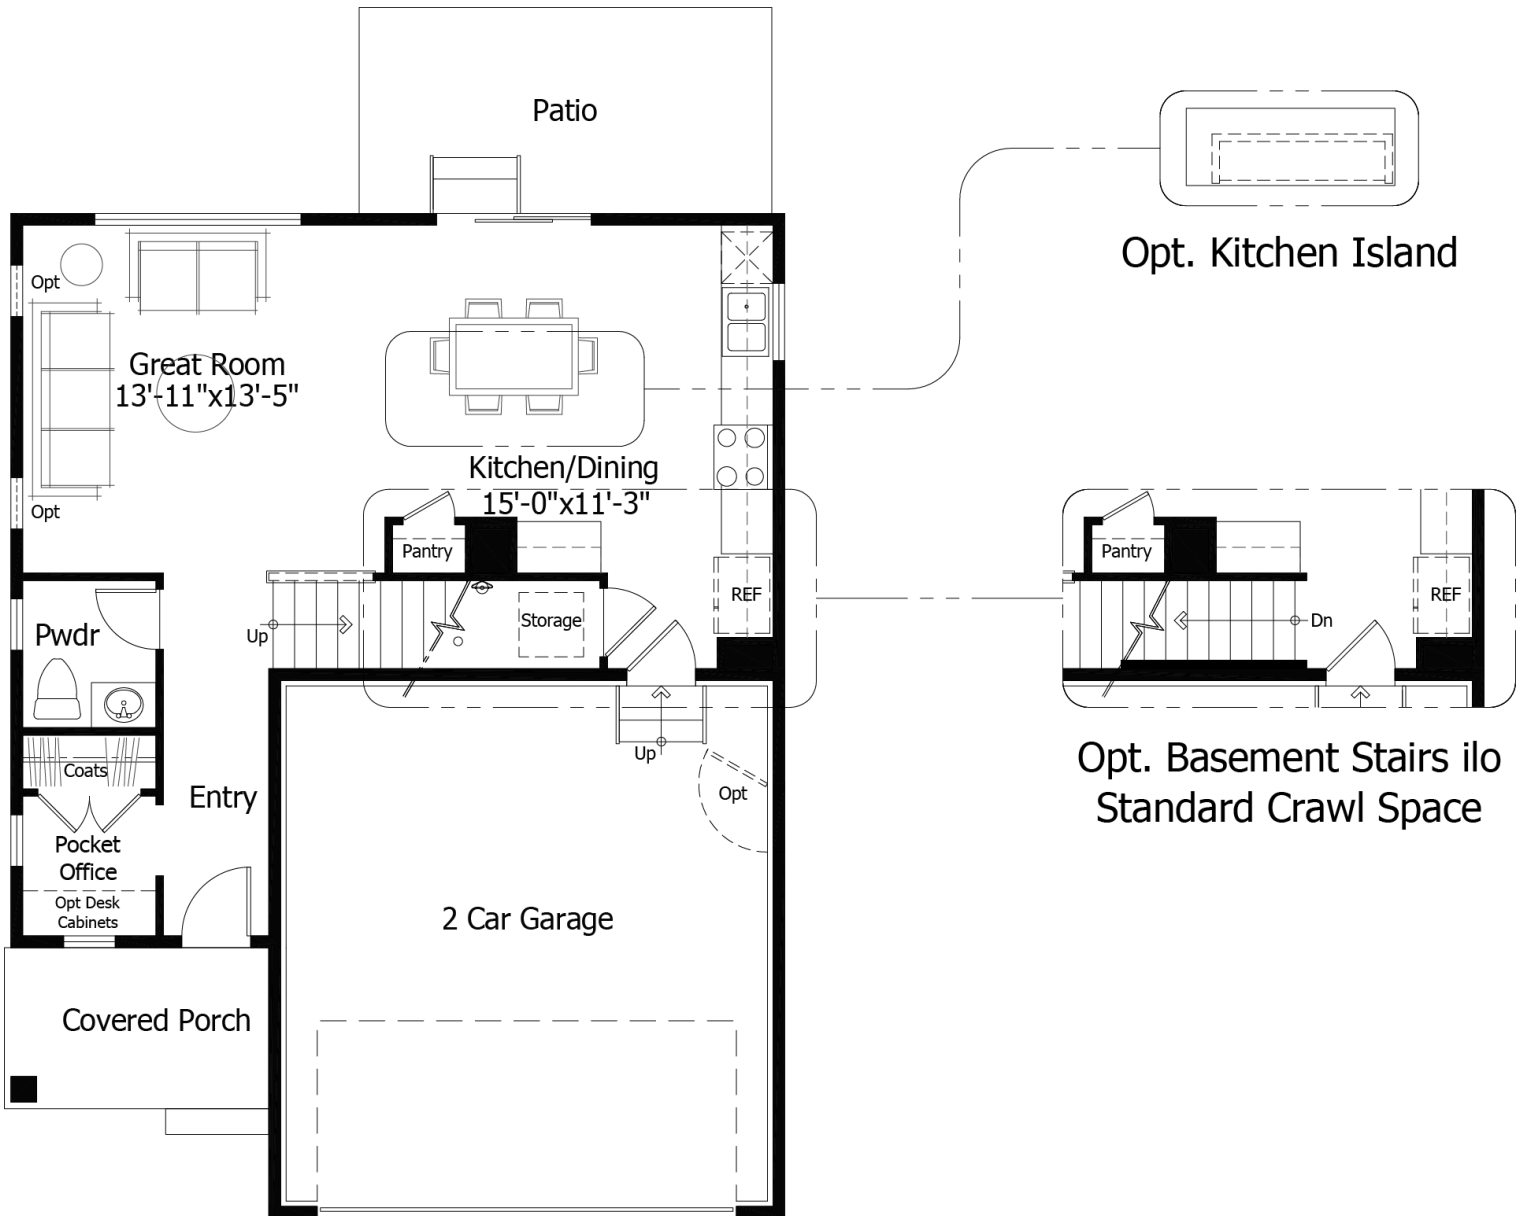 Patio
Opt. Kitchen Island
Opt
Great Room
13'-11"x13'-5"
Kitchen/Dining
15'-0"x11'-3"
Opt
Pantry
Pantry
REF
REF
Storage
Up
Dn
Pwdr
Up
Opt. Basement Stairs ilo
Standard Crawl Space
Coats
Entry
Opt
Pocket
Office
Opt Desk
Cabinets
2 Car Garage
Covered Porch